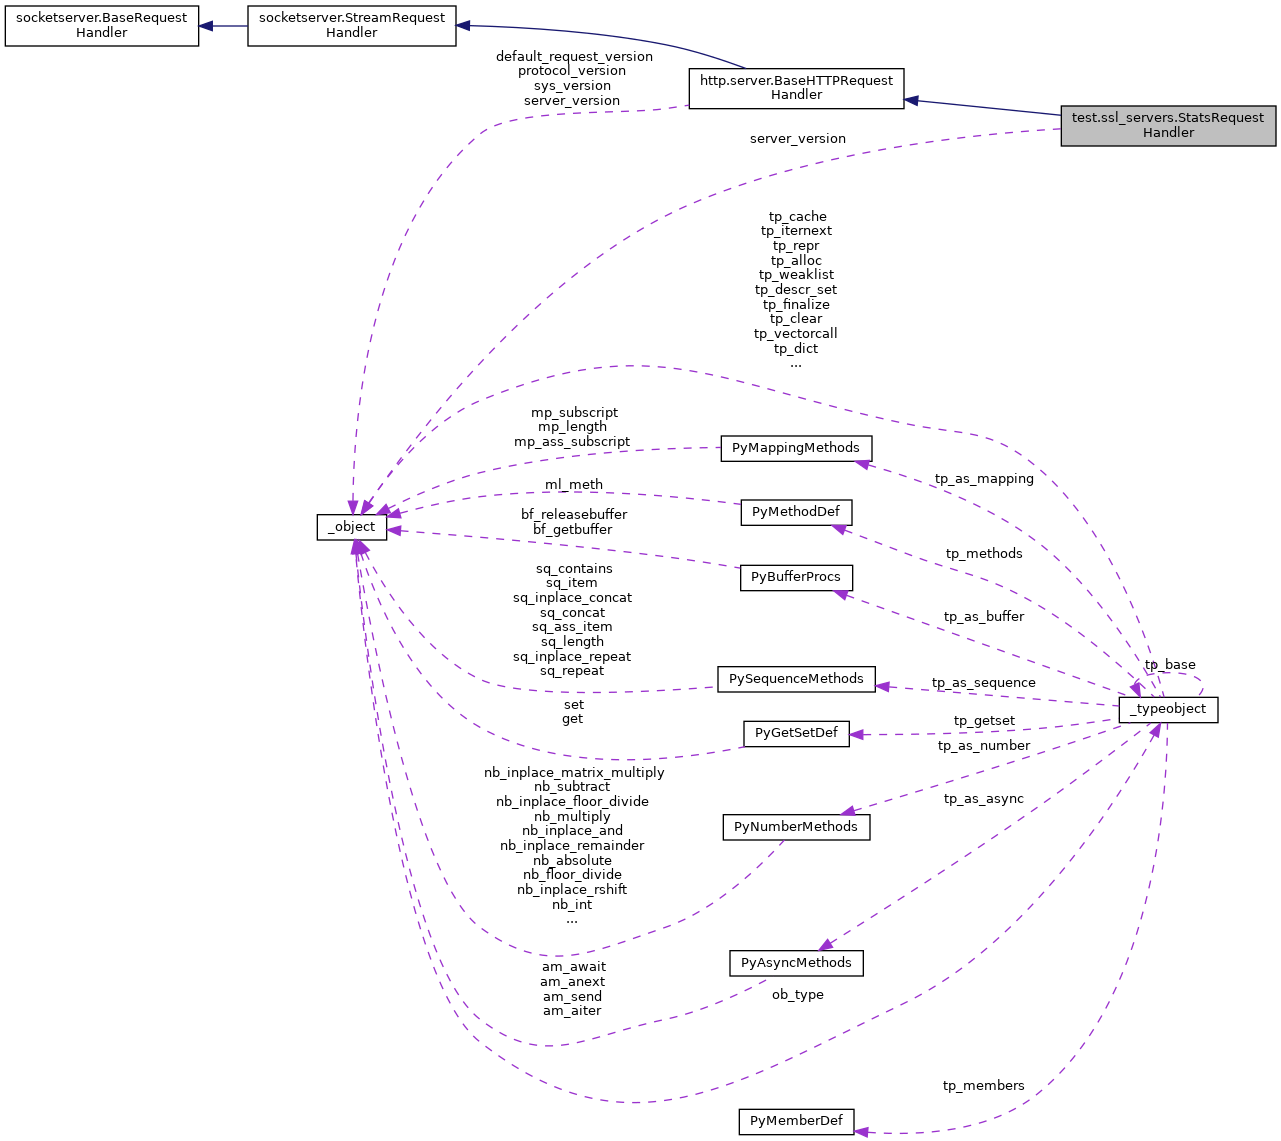 socketserver.BaseRequest
Handler
socketserver.StreamRequest
Handler
default_request_version
protocol_version
sys_version
server_version
http.server.BaseHTTPRequest
Handler
test.ssl_servers.StatsRequest
Handler
server_version
tp_cache
tp_iternext
tp_repr
tp_alloc
tp_weaklist
tp_descr_set
tp_finalize
tp_clear
tp_vectorcall
tp_dict
...
mp_subscript
mp_length
mp_ass_subscript
PyMappingMethods
tp_as_mapping
ml_meth
PyMethodDef
_object
bf_releasebuffer
bf_getbuffer
tp_methods
PyBufferProcs
sq_contains
sq_item
sq_inplace_concat
sq_concat
sq_ass_item
sq_length
sq_inplace_repeat
sq_repeat
tp_as_buffer
tp_base
PySequenceMethods
tp_as_sequence
_typeobject
set
get
PyGetSetDef
tp_getset
tp_as_number
nb_inplace_matrix_multiply
nb_subtract
nb_inplace_floor_divide
nb_multiply
nb_inplace_and
nb_inplace_remainder
nb_absolute
nb_floor_divide
nb_inplace_rshift
nb_int
...
PyNumberMethods
tp_as_async
am_await
am_anext
am_send
am_aiter
PyAsyncMethods
ob_type
tp_members
PyMemberDef